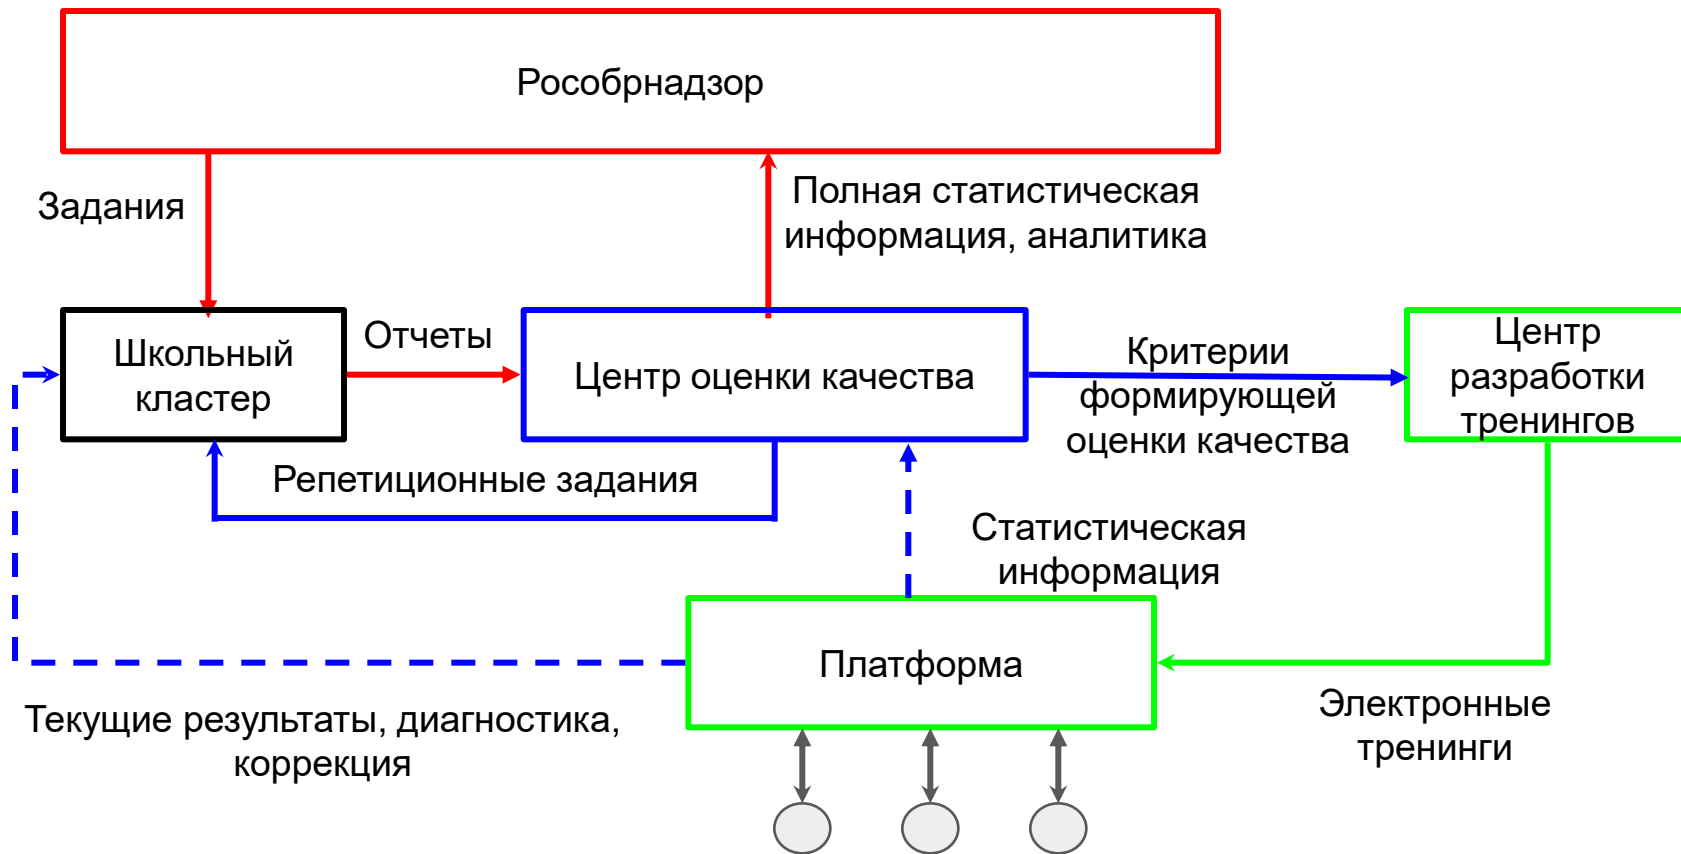 Рособрнадзор
Задания
Полная статистическая
информация, аналитика
Школьный
кластер
Отчеты
Центр оценки качества
Критерии
формирующей
оценки качества
Центр
разработки
тренингов
Репетиционные задания
Статистическая
информация
Платформа
Текущие результаты, диагностика,
коррекция
Электронные
тренинги